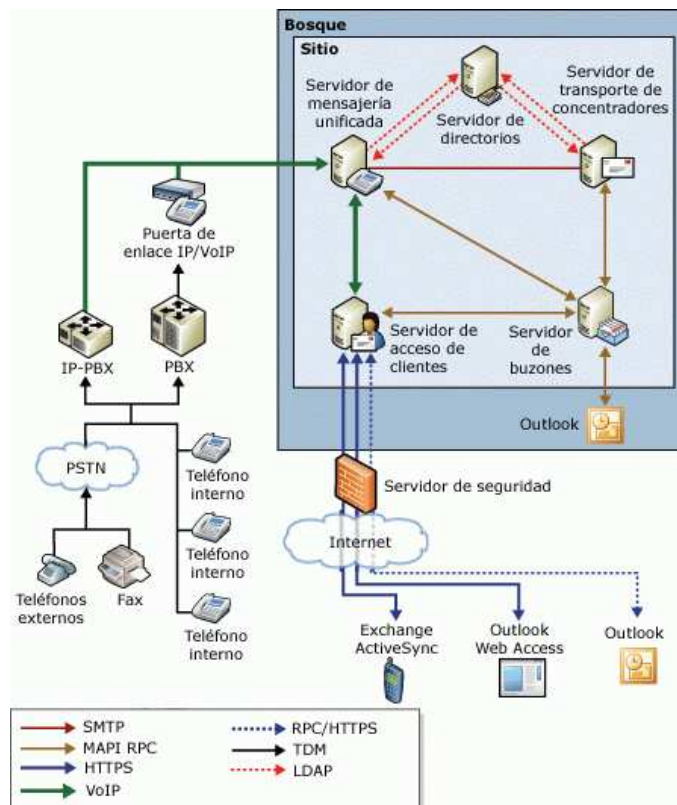 Bosque
Sitio
Servidor de
mensajería
unificada
Servidor de
directorios
Servidor de
transporte de
concentradores
Puerta de
enlace IP/VoIP
IP-PBX
PBX
Servidor de
acceso de
clientes
Servidor
de
buzones
Outlook
PSTN
Teléfono
interno
Teléfono
interno
Teléfono
interno
Teléfonos
externos
Fax
Servidor de seguridad
Internet
Exchange
ActiveSync
Outlook
Web Access
Outlook
SMTP
MAPI RPC
HTTPS
VoIP
RPC/HTTPS
TDM
LDAP